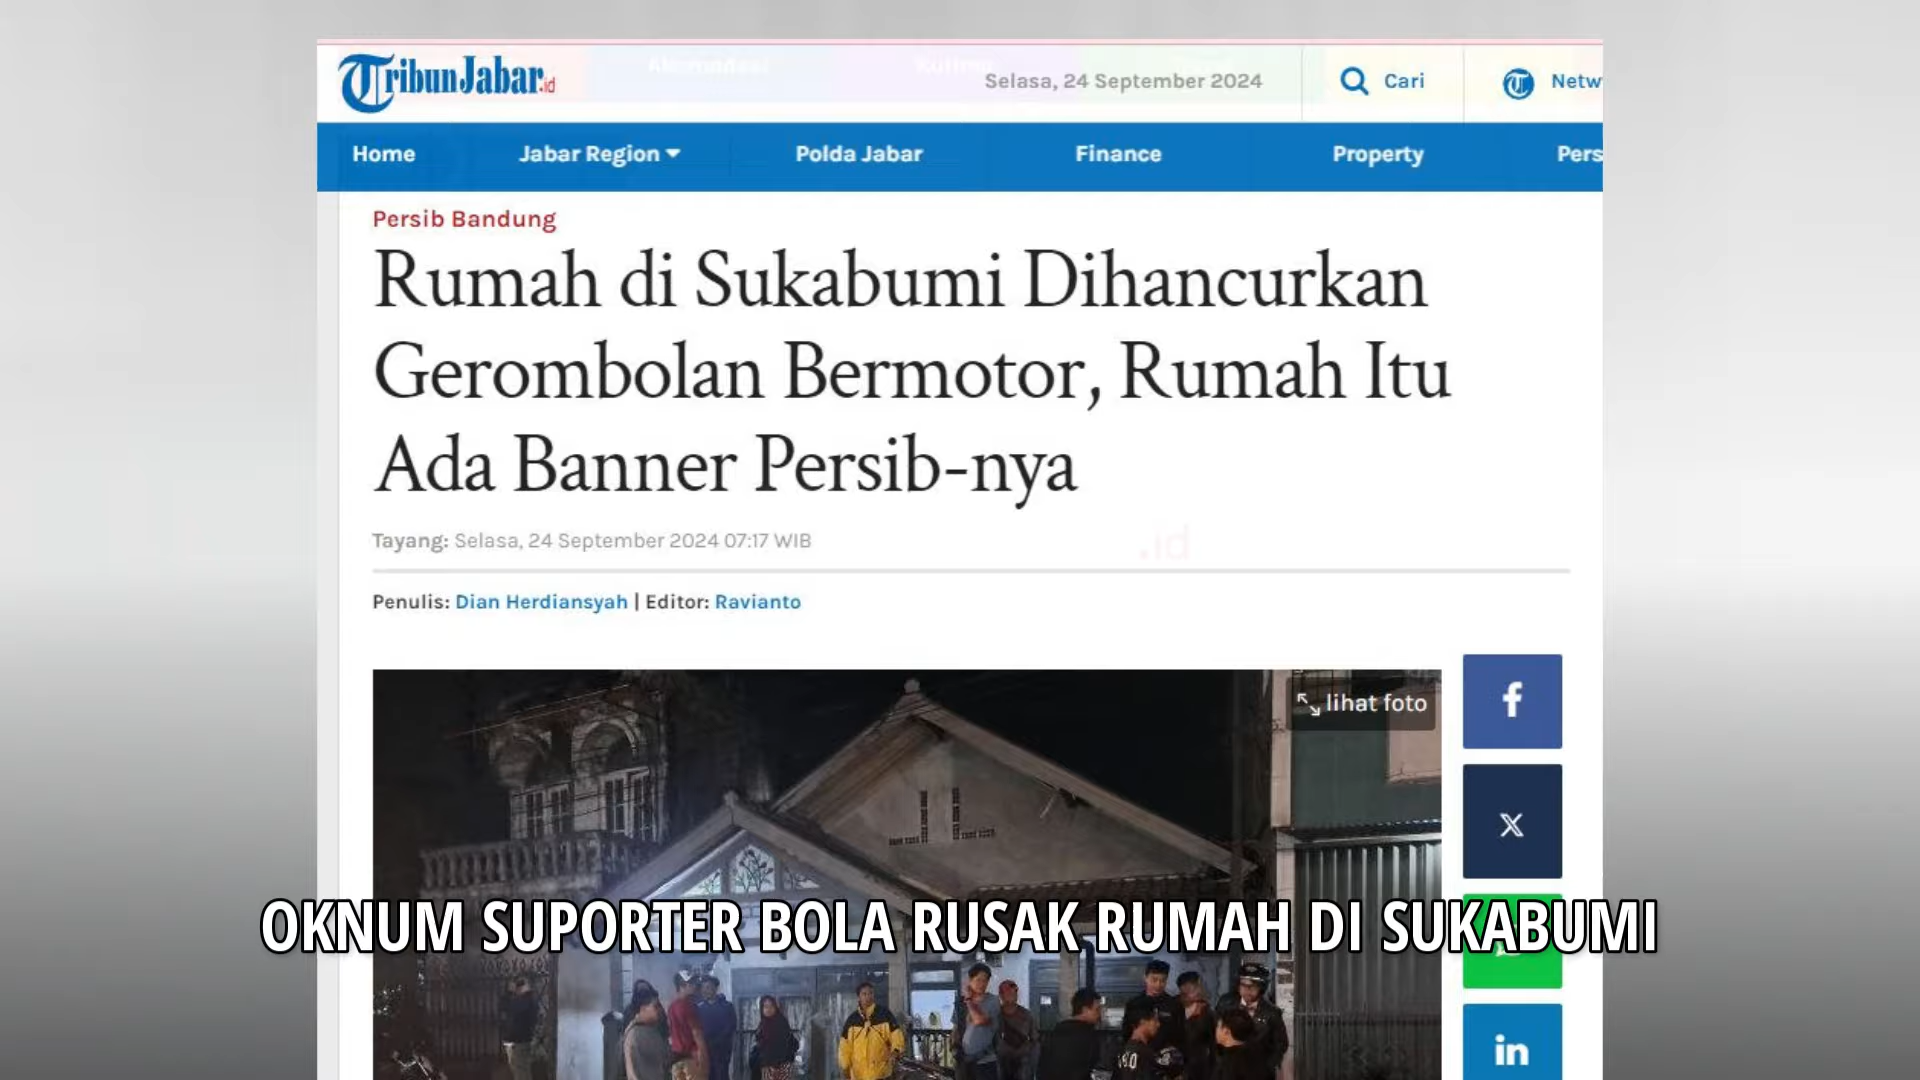 TribunJabar.id
Selasa, 24 September 2024
Cari
Netw
Home
Jabar Region
Polda Jabar
Finance
Property
Pers
Persib Bandung
Rumah di Sukabumi Dihancurkan
Gerombolan Bermotor, Rumah Itu
Ada Banner Persib-nya
Tayang: Selasa, 24 September 2024 07:17 WIB
.id
Penulis: Dian Herdiansyah | Editor: Ravianto
lihat foto
f
X
OKNUM SUPORTER BOLA RUSAK RUMAH DI SUKABUMI
in